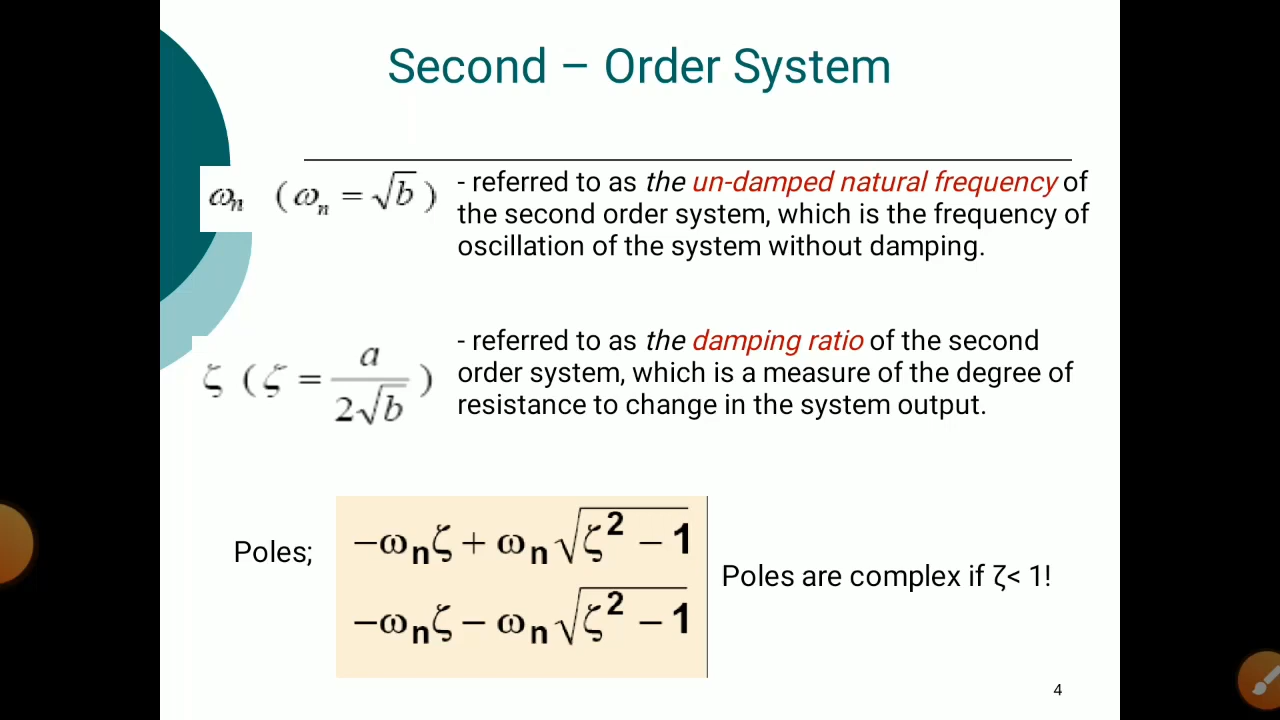 Second – Order System
ωn (ωn = √b)
- referred to as the un-damped natural frequency of
the second order system, which is the frequency of
oscillation of the system without damping.
ζ (ζ = a / 2√b)
- referred to as the damping ratio of the second
order system, which is a measure of the degree of
resistance to change in the system output.
Poles;
−ωnζ + ωn√(ζ² − 1)
−ωnζ − ωn√(ζ² − 1)
Poles are complex if ζ< 1!
4